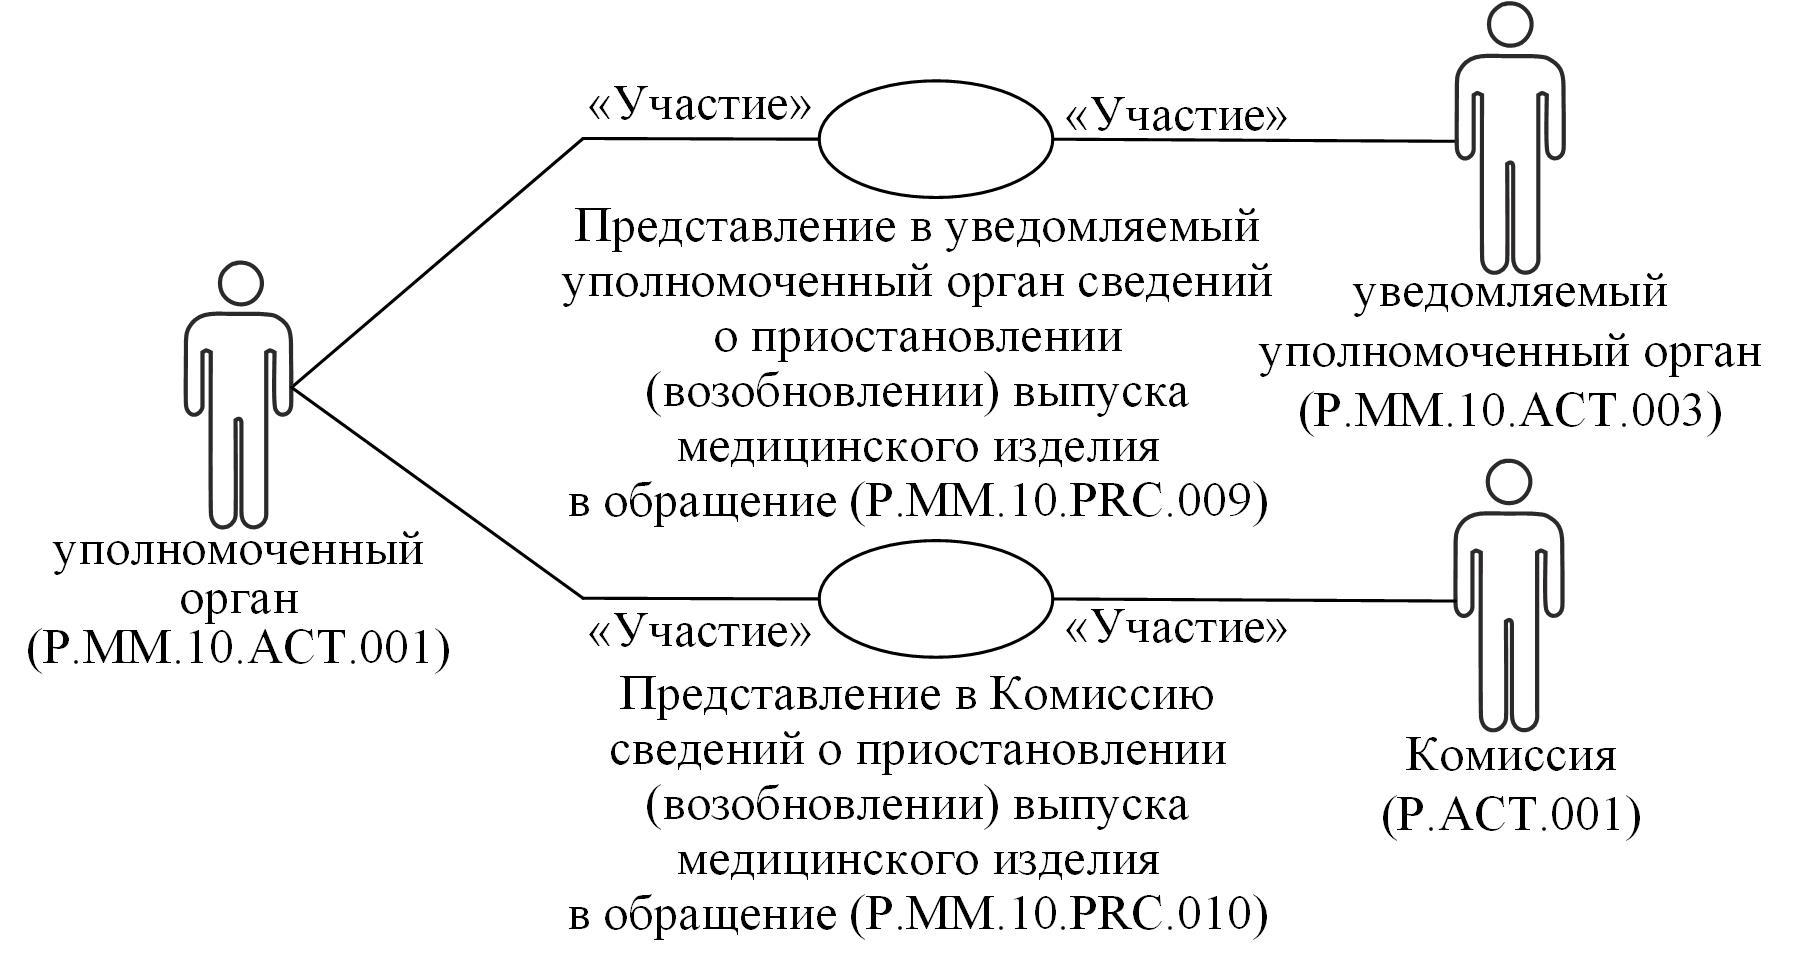 «Участие»
«Участие»
Представление в уведомляемый
уполномоченный орган сведений
о приостановлении
(возобновлении) выпуска
медицинского изделия
в обращение (P.MM.10.PRC.009)
уведомляемый
уполномоченный орган
(P.MM.10.ACT.003)
уполномоченный
орган
(P.MM.10.ACT.001)
«Участие»
«Участие»
Представление в Комиссию
сведений о приостановлении
(возобновлении) выпуска
медицинского изделия
в обращение (P.MM.10.PRC.010)
Комиссия
(P.ACT.001)